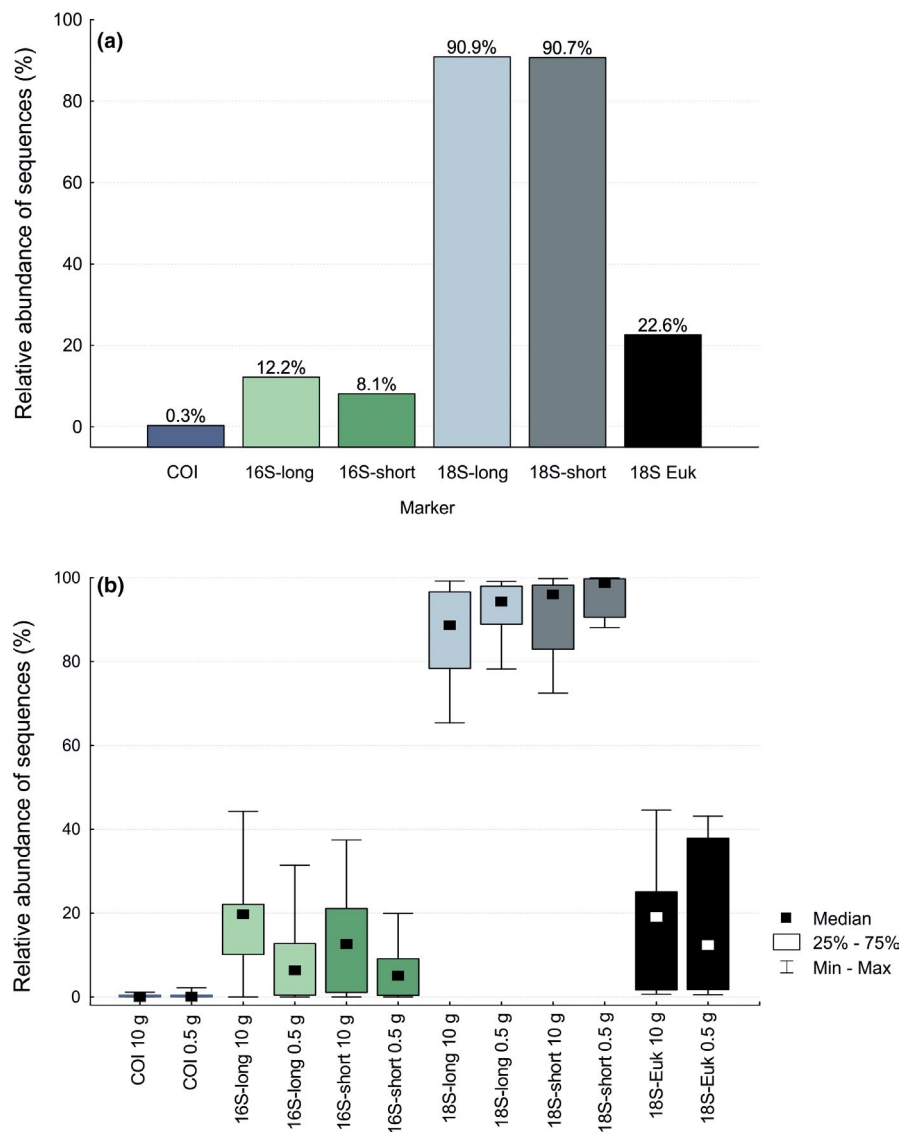 (a)
Relative abundance of sequences (%)
100
80
60
40
20
0
0.3%
12.2%
8.1%
90.9%
90.7%
22.6%
COI
16S-long
16S-short
18S-long
18S-short
18S Euk
Marker
(b)
Relative abundance of sequences (%)
100
80
60
40
20
0
COI 10 g
COI 0.5 g
16S-long 10 g
16S-long 0.5 g
16S-short 10 g
16S-short 0.5 g
18S-long 10 g
18S-long 0.5 g
18S-short 10 g
18S-short 0.5 g
18S-Euk 10 g
18S-Euk 0.5 g
Median
25% - 75%
Min - Max